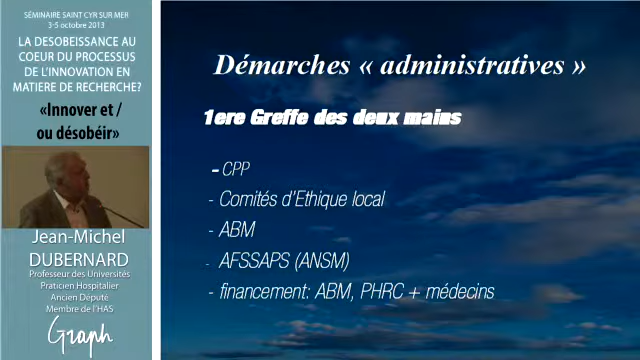 SÉMINAIRE SAINT CYR SUR MER
3-5 octobre 2013
LA DESOBEISSANCE AU
COEUR DU PROCESSUS
DE L'INNOVATION EN
MATIERE DE RECHERCHE?
«Innover et /
ou désobéir»
Jean-Michel
DUBERNARD
Professeur des Universités
Praticien Hospitalier
Ancien Député
Membre de l'HAS
Graph
Démarches « administratives »
1ere Greffe des deux mains
- CPP
- Comités d'Ethique local
- ABM
- AFSSAPS (ANSM)
- financement: ABM, PHRC + médecins